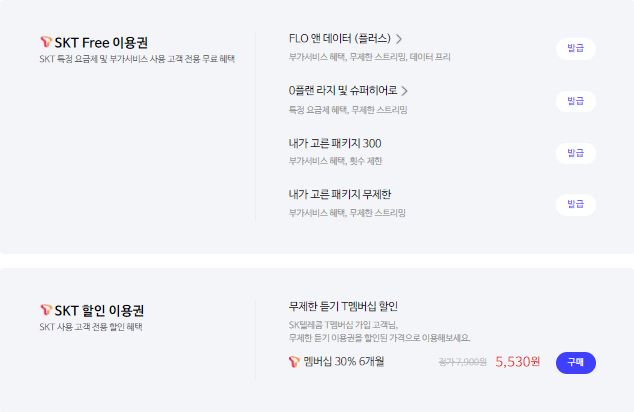 SKT Free 이용권
SKT 특정 요금제 및 부가서비스 사용 고객 전용 무료 혜택
FLO 앤 데이터 (플러스) >
부가서비스 혜택, 무제한 스트리밍, 데이터 프리
발급
0플랜 라지 및 슈퍼히어로 >
특정 요금제 혜택, 무제한 스트리밍
발급
내가 고른 패키지 300
부가서비스 혜택, 횟수 제한
발급
내가 고른 패키지 무제한
부가서비스 혜택, 무제한 스트리밍
발급
SKT 할인 이용권
SKT 사용 고객 전용 할인 혜택
무제한 듣기 T멤버십 할인
SK텔레콤 T멤버십 가입 고객님,
무제한 듣기 이용권을 할인된 가격으로 이용해보세요.
멤버십 30% 6개월 정가 7,900원 5,530원 구매